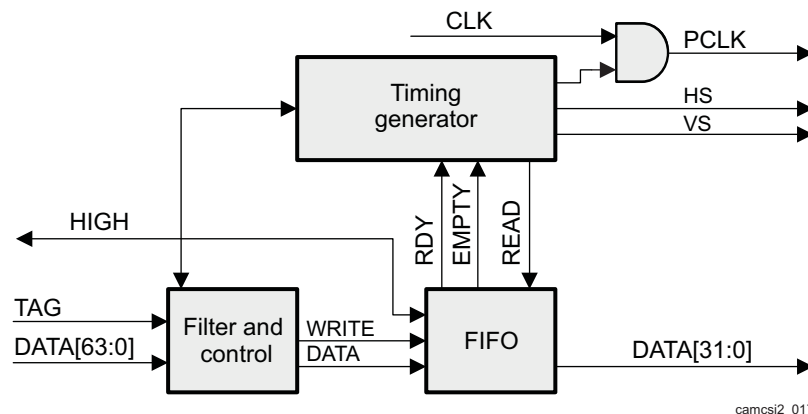 CLK
PCLK
Timing
generator
HS
VS
HIGH
RDY
EMPTY
READ
TAG
DATA[63:0]
Filter and
control
WRITE
DATA
FIFO
DATA[31:0]